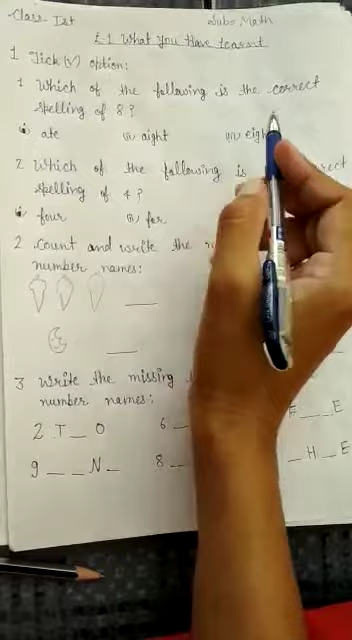 Class- Ist Sub:- Math
L-1 What You Have Learnt
1 Tick (✓) option:
1 Which of the following is the correct
spelling of 8?
(i) ate (ii) aight (iii) eigh
2 Which of the following is
spelling of 4?
(i) four (ii) for
2 Count and write the
number names:
3 Write the missing
number names:
2 T _ O 6 _ F _ _ E
9 _ _ N _ 8 _ _ H _ E